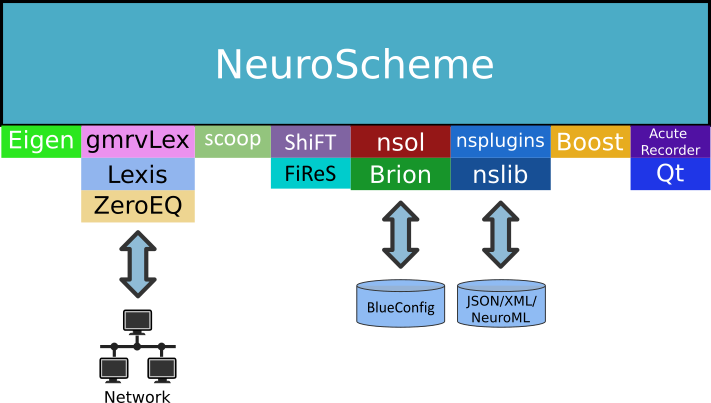 NeuroScheme
Eigen
gmrvLex
scoop
ShiFT
nsol
nsplugins
Boost
Acute
Recorder
Lexis
FiReS
Brion
nslib
Qt
ZeroEQ
BlueConfig
JSON/XML/
NeuroML
Network